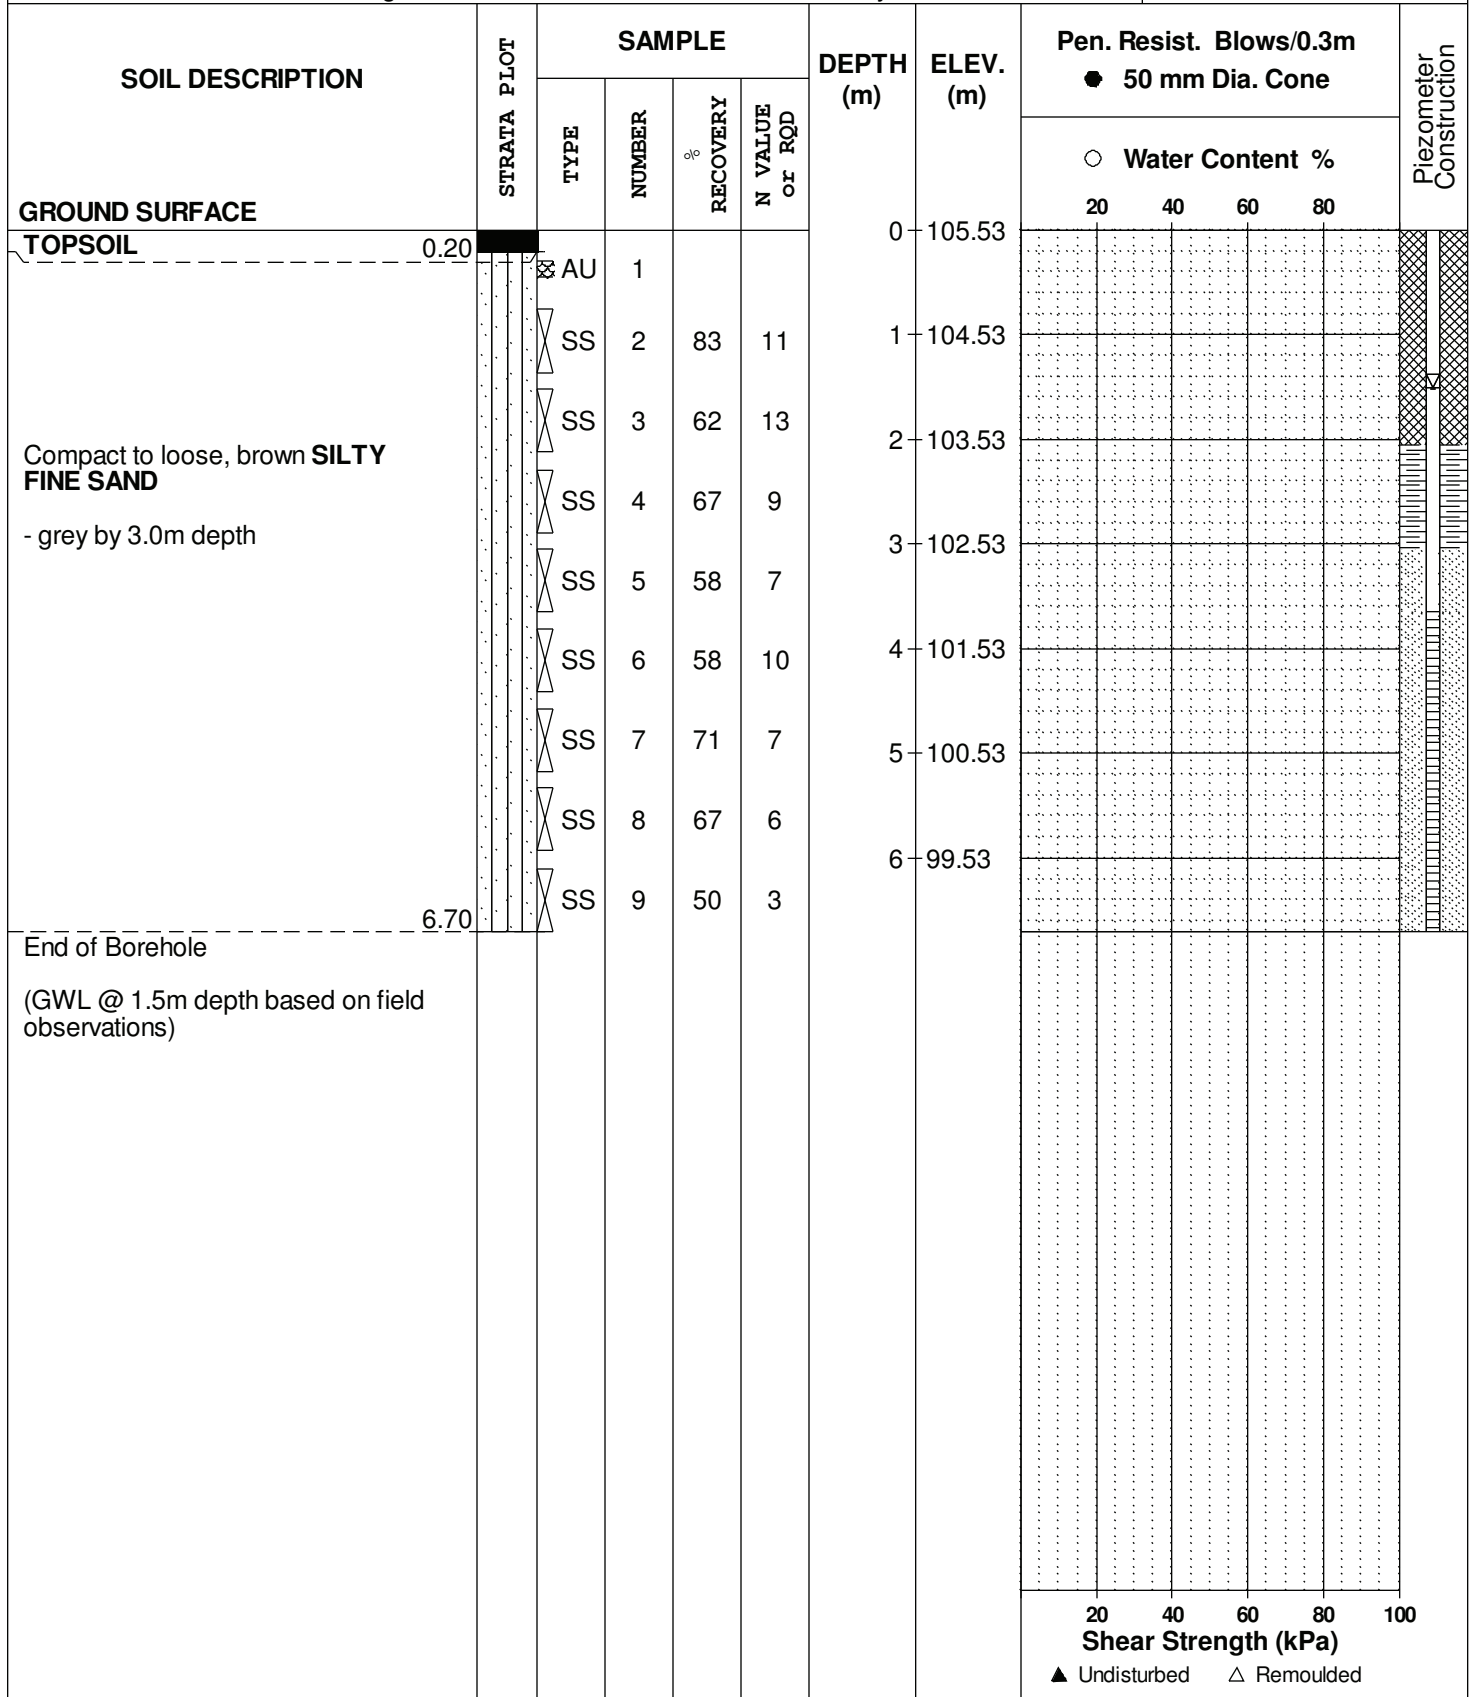 SOIL DESCRIPTION
GROUND SURFACE
STRATA PLOT
SAMPLE
TYPE
NUMBER
% RECOVERY
N VALUE or RQD
DEPTH (m)
ELEV. (m)
Pen. Resist. Blows/0.3m
● 50 mm Dia. Cone
○ Water Content %
20 40 60 80
Piezometer
Construction
TOPSOIL 0.20
0 105.53
AU 1
SS 2 83 11
1 104.53
SS 3 62 13
2 103.53
Compact to loose, brown SILTY
FINE SAND
- grey by 3.0m depth
SS 4 67 9
3 102.53
SS 5 58 7
SS 6 58 10
4 101.53
SS 7 71 7
5 100.53
SS 8 67 6
6 99.53
SS 9 50 3
6.70
End of Borehole
(GWL @ 1.5m depth based on field
observations)
20 40 60 80 100
Shear Strength (kPa)
▲ Undisturbed △ Remoulded